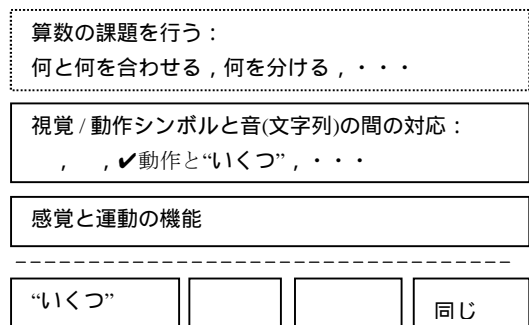 算数の課題を行う：
何と何を合わせる，何を分ける，・・・
視覚 / 動作シンボルと音(文字列)の間の対応：
，　，✔動作と“いくつ”，・・・
感覚と運動の機能
“いくつ”
同じ